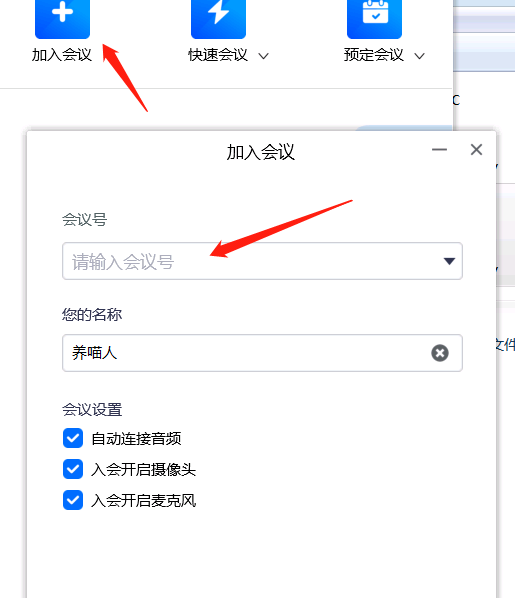 加入会议 快速会议 预定会议
C
加入会议
会议号
请输入会议号
您的名称
养喵人
文件
会议设置
自动连接音频
入会开启摄像头
入会开启麦克风